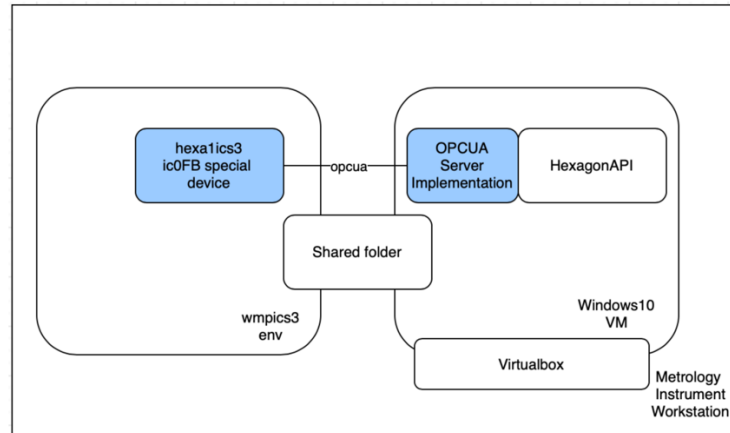 hexa1ics3
ic0FB special
device
opcua
OPCUA
Server
Implementation
HexagonAPI
Shared folder
wmpics3
env
Windows10
VM
Virtualbox
Metrology
Instrument
Workstation